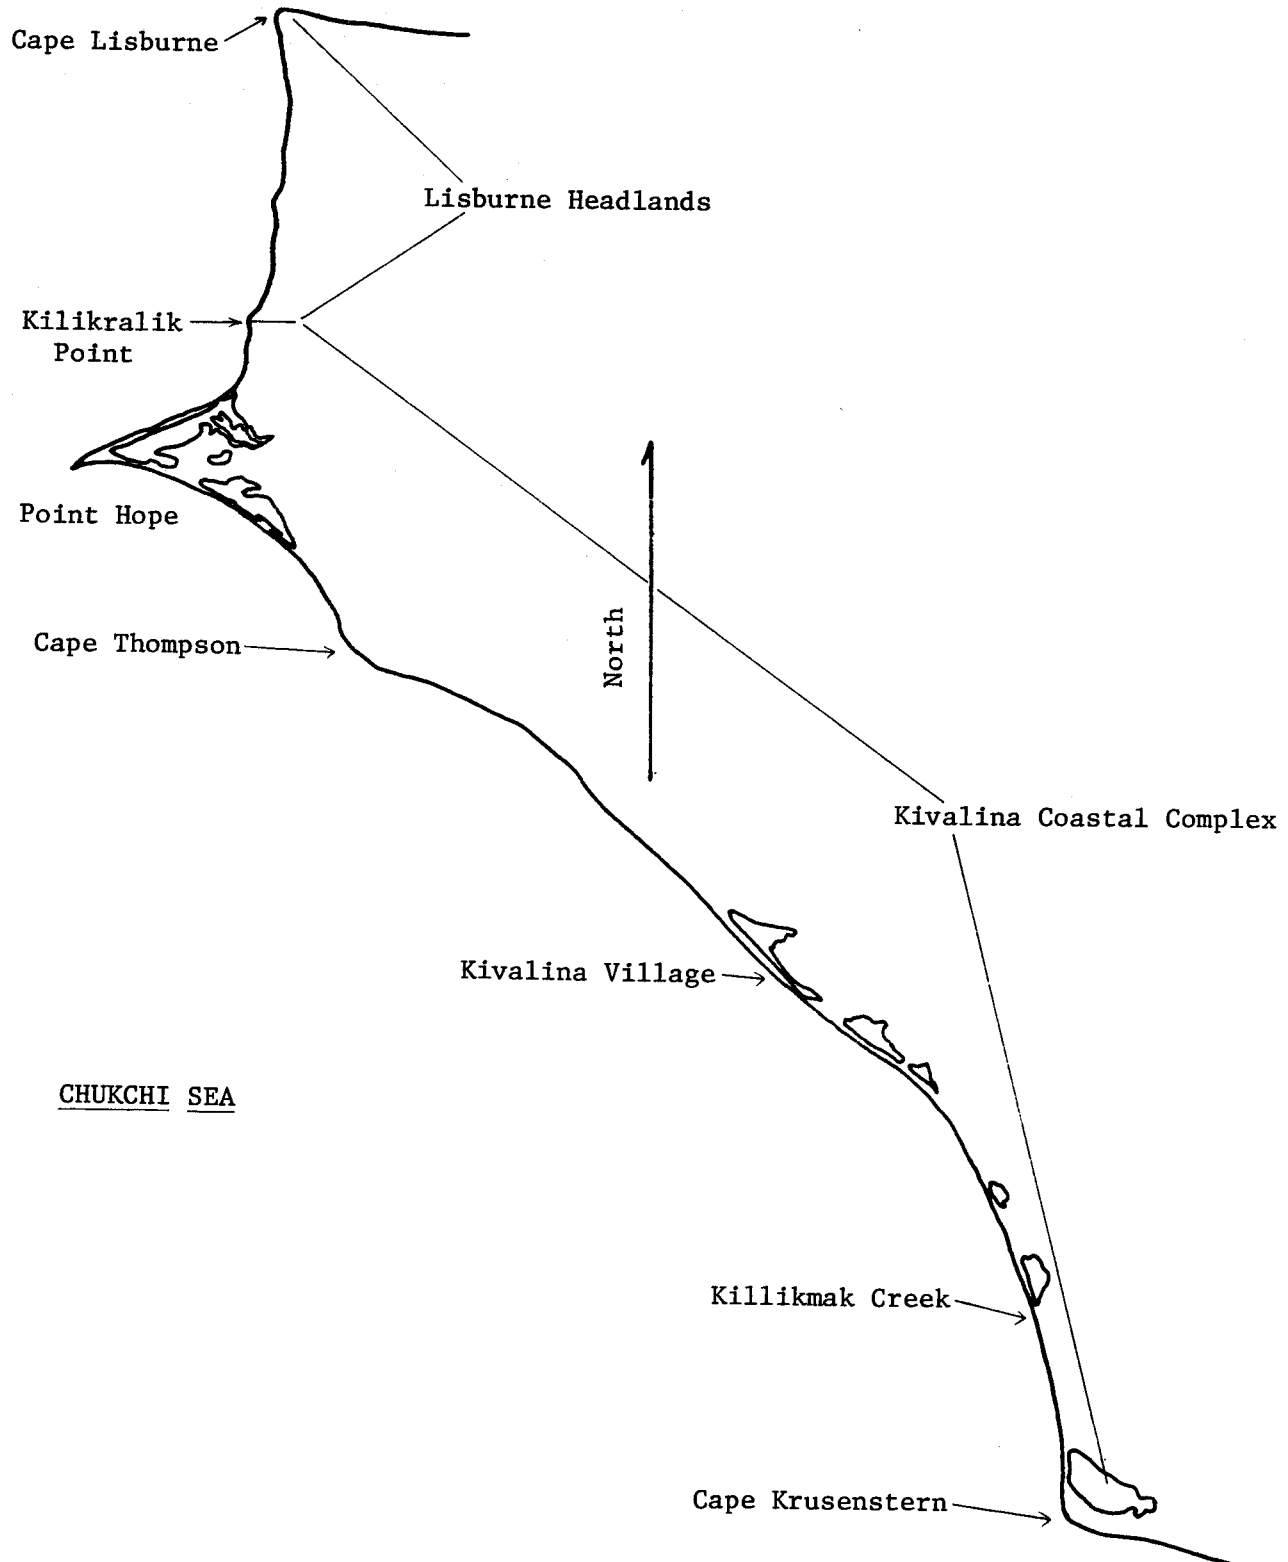 Cape Lisburne
Lisburne Headlands
Kilikralik
Point
Point Hope
North
Cape Thompson
Kivalina Coastal Complex
Kivalina Village
CHUKCHI SEA
Killikmak Creek
Cape Krusenstern